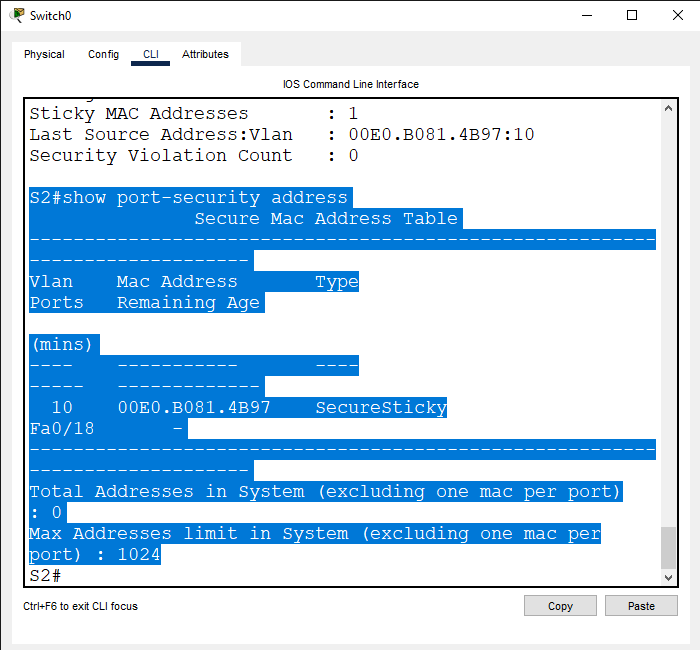 Switch0
Physical Config CLI Attributes
IOS Command Line Interface
Sticky MAC Addresses : 1
Last Source Address:Vlan : 00E0.B081.4B97:10
Security Violation Count : 0
S2#show port-security address
Secure Mac Address Table
---------------------------------------------------------
--------------------
Vlan Mac Address Type
Ports Remaining Age
(mins)
---- ----------- ----
----- -------------
10 00E0.B081.4B97 SecureSticky
Fa0/18 -
---------------------------------------------------------
--------------------
Total Addresses in System (excluding one mac per port)
: 0
Max Addresses limit in System (excluding one mac per
port) : 1024
S2#
Ctrl+F6 to exit CLI focus
Copy Paste